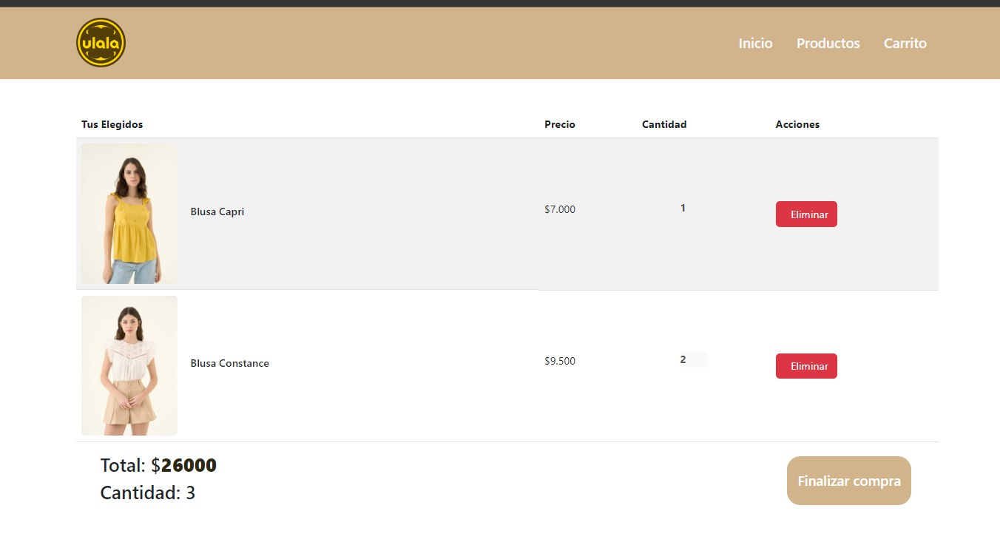 ulala
Inicio Productos Carrito
Tus Elegidos Precio Cantidad Acciones
Blusa Capri $7.000 1 Eliminar
Blusa Constance $9.500 2 Eliminar
Total: $26000
Cantidad: 3
Finalizar compra